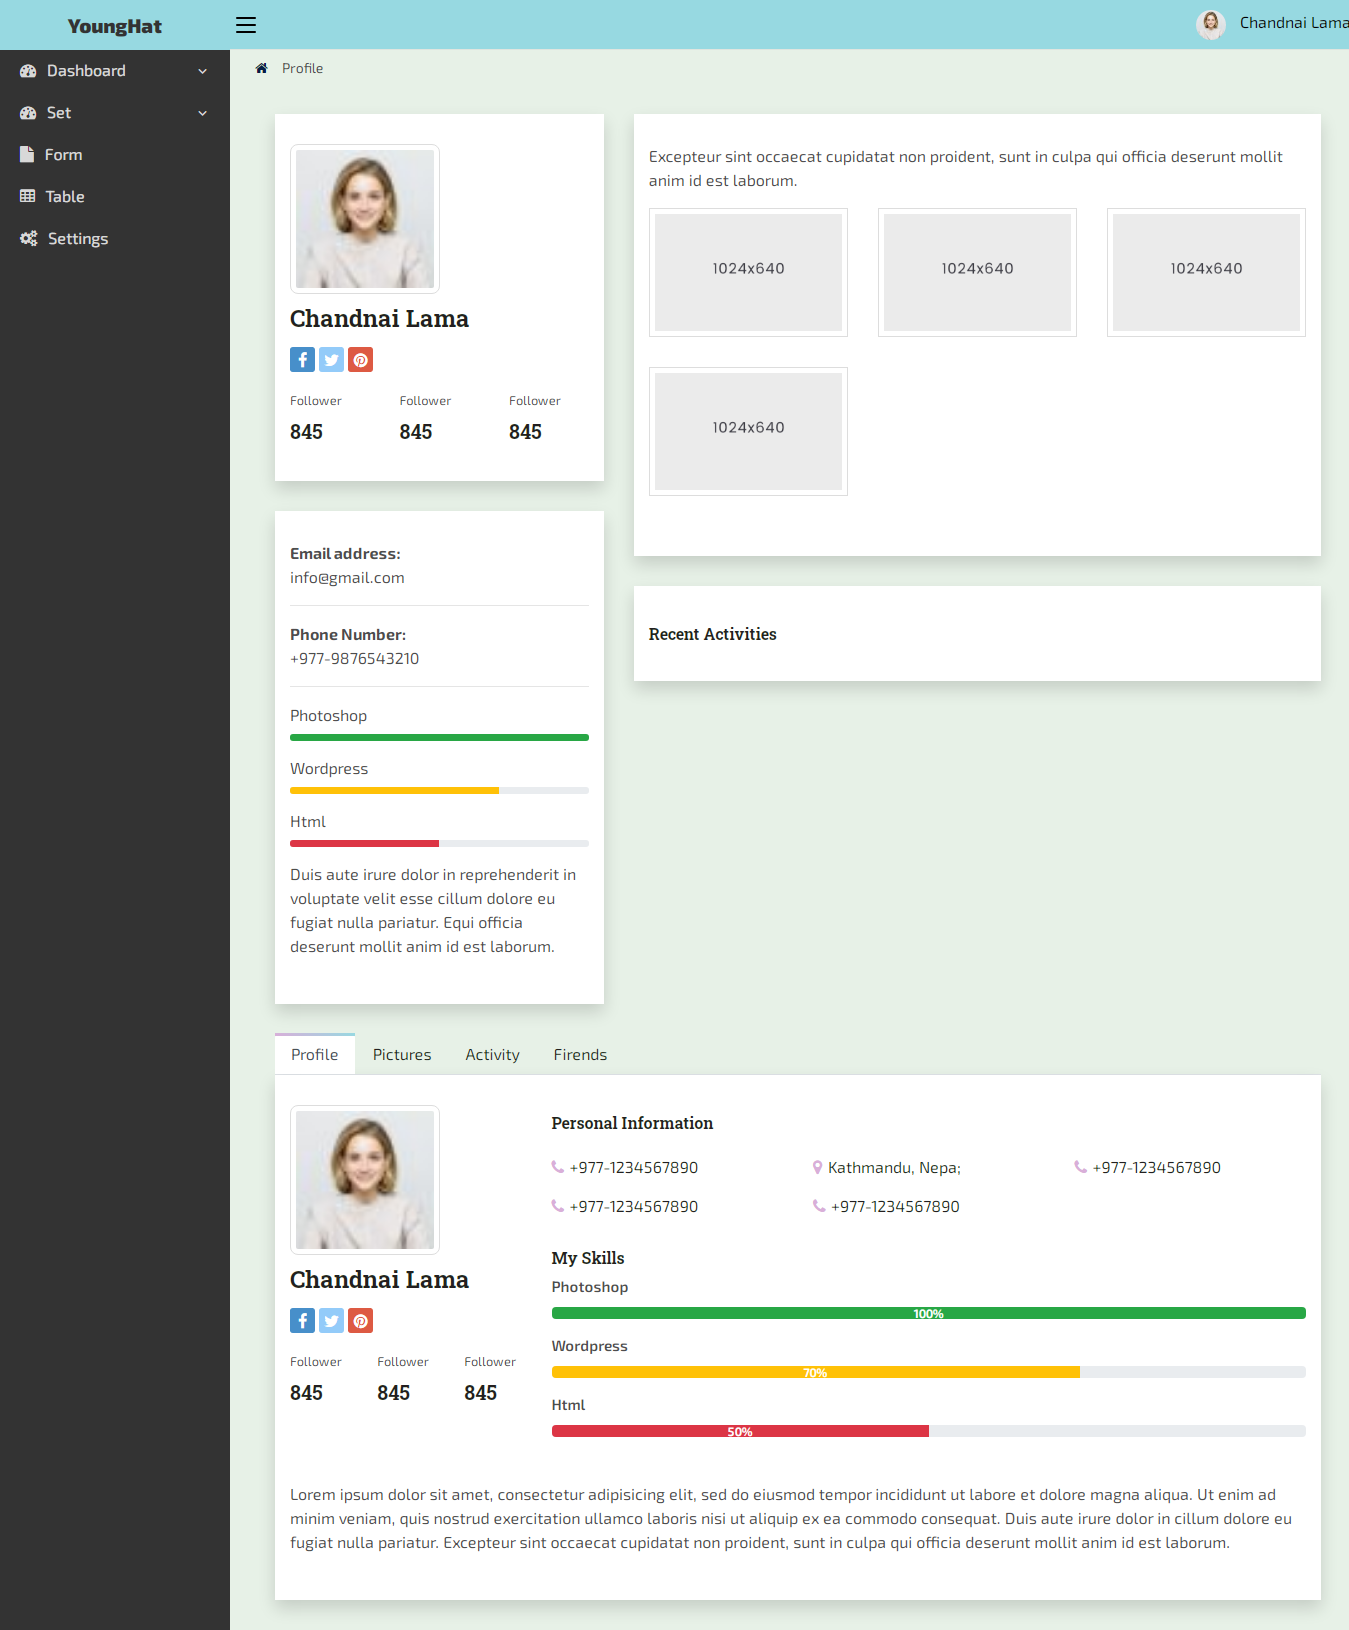 YoungHat
Chandnai Lama
Dashboard
Set
Form
Table
Settings
Profile
Chandnai Lama
Follower Follower Follower
845 845 845
Excepteur sint occaecat cupidatat non proident, sunt in culpa qui officia deserunt mollit
anim id est laborum.
1024x640 1024x640 1024x640
1024x640
Email address:
info@gmail.com
Phone Number:
+977-9876543210
Photoshop
Wordpress
Html
Duis aute irure dolor in reprehenderit in
voluptate velit esse cillum dolore eu
fugiat nulla pariatur. Equi officia
deserunt mollit anim id est laborum.
Recent Activities
Profile Pictures Activity Firends
Chandnai Lama
Follower Follower Follower
845 845 845
Personal Information
+977-1234567890 Kathmandu, Nepa; +977-1234567890
+977-1234567890 +977-1234567890
My Skills
Photoshop
100%
Wordpress
70%
Html
50%
Lorem ipsum dolor sit amet, consectetur adipisicing elit, sed do eiusmod tempor incididunt ut labore et dolore magna aliqua. Ut enim ad
minim veniam, quis nostrud exercitation ullamco laboris nisi ut aliquip ex ea commodo consequat. Duis aute irure dolor in cillum dolore eu
fugiat nulla pariatur. Excepteur sint occaecat cupidatat non proident, sunt in culpa qui officia deserunt mollit anim id est laborum.